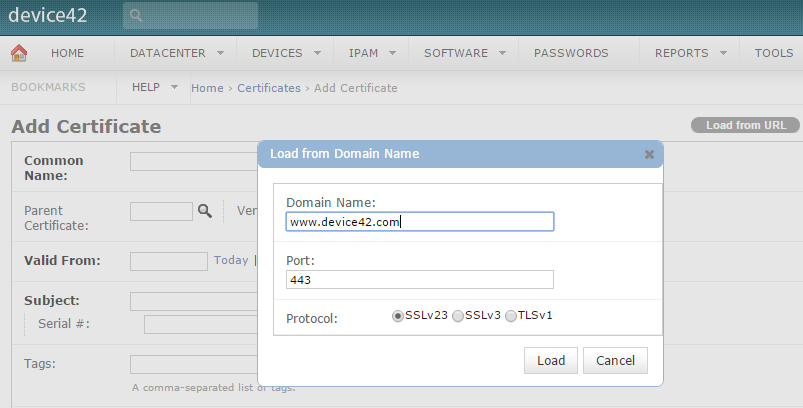 device42
HOME DATACENTER DEVICES IPAM SOFTWARE PASSWORDS REPORTS TOOLS
BOOKMARKS HELP Home › Certificates › Add Certificate
Add Certificate
Load from URL
Load from Domain Name
Common
Name:
Domain Name:
www.device42.com
Parent
Certificate:
Ver
Valid From:
Today |
Port:
443
Subject:
Serial #:
Protocol: SSLv23 SSLv3 TLSv1
Tags:
Load Cancel
A comma-separated list of tags.